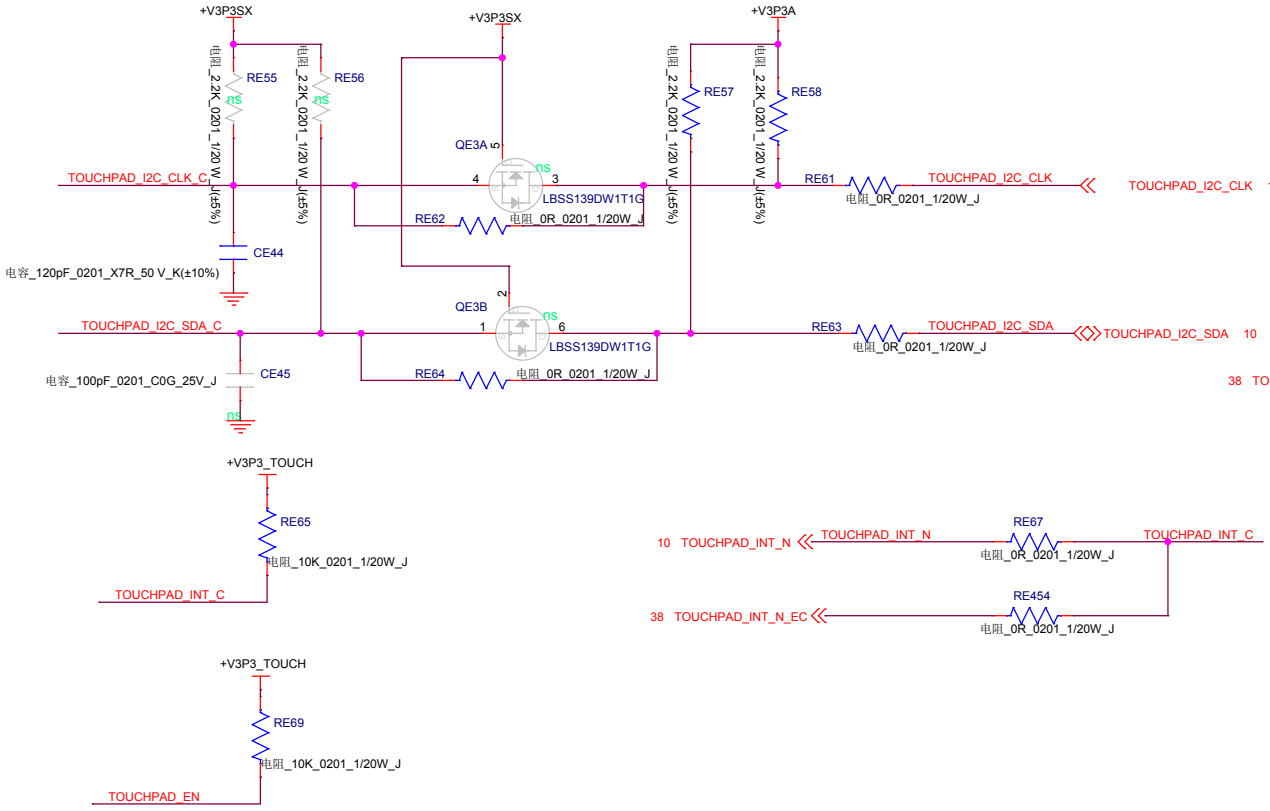 +V3P3SX
+V3P3SX
+V3P3A
电阻_2.2K_0201_1/20 W_J(±5%)
RE55
ns
电阻_2.2K_0201_1/20 W_J(±5%)
RE56
ns
电阻_2.2K_0201_1/20 W_J(±5%)
RE57
电阻_2.2K_0201_1/20 W_J(±5%)
RE58
QE3A
5
ns
TOUCHPAD_I2C_CLK_C
4
3
LBSS139DW1T1G
RE61
TOUCHPAD_I2C_CLK
TOUCHPAD_I2C_CLK
电阻_0R_0201_1/20W_J
RE62
电阻_0R_0201_1/20W_J
CE44
电容_120pF_0201_X7R_50 V_K(±10%)
QE3B
2
ns
TOUCHPAD_I2C_SDA_C
1
6
LBSS139DW1T1G
RE63
TOUCHPAD_I2C_SDA
TOUCHPAD_I2C_SDA 10
电阻_0R_0201_1/20W_J
RE64
电阻_0R_0201_1/20W_J
CE45
电容_100pF_0201_C0G_25V_J
ns
38 TO
+V3P3_TOUCH
RE65
电阻_10K_0201_1/20W_J
TOUCHPAD_INT_C
10 TOUCHPAD_INT_N
TOUCHPAD_INT_N
RE67
TOUCHPAD_INT_C
电阻_0R_0201_1/20W_J
38 TOUCHPAD_INT_N_EC
RE454
电阻_0R_0201_1/20W_J
+V3P3_TOUCH
RE69
电阻_10K_0201_1/20W_J
TOUCHPAD_EN